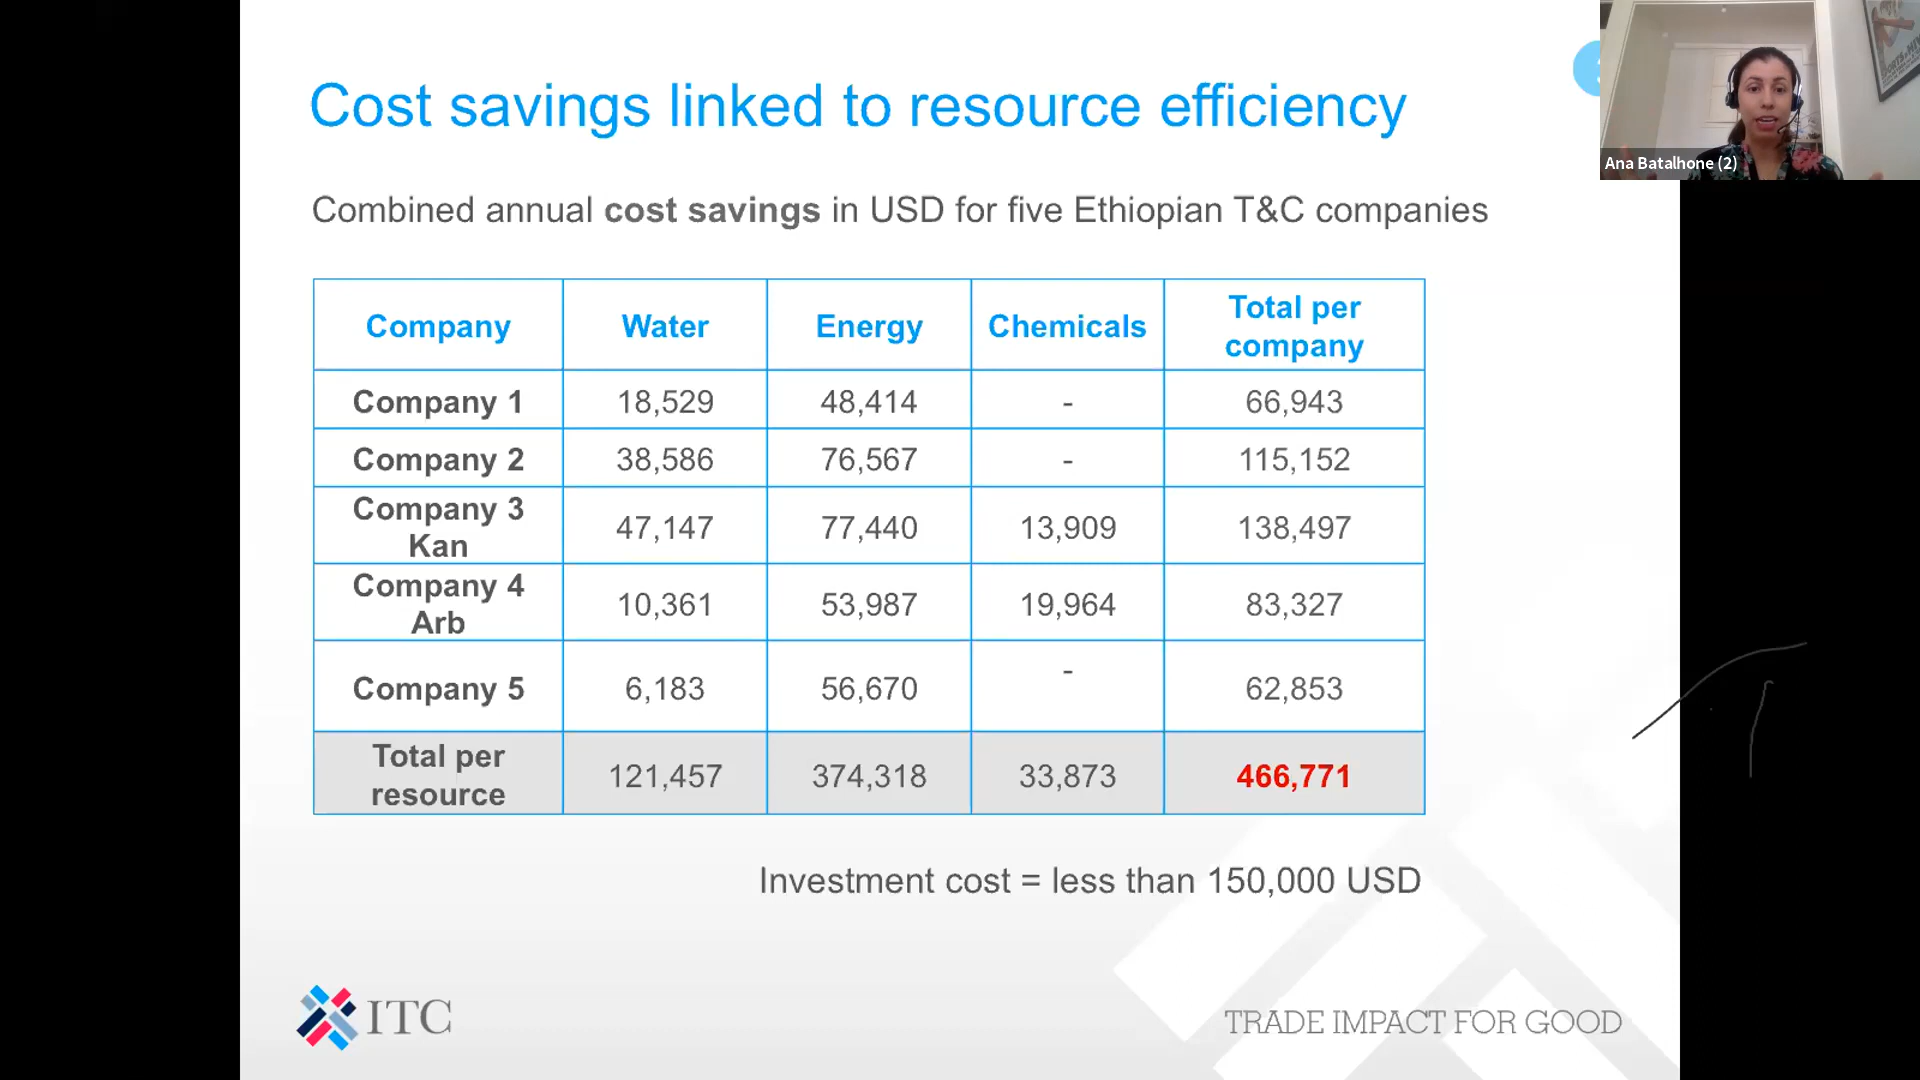 Cost savings linked to resource efficiency
Ana Batalhone (2)
Combined annual cost savings in USD for five Ethiopian T&C companies
Company Water Energy Chemicals Total per company
Company 1 18,529 48,414 - 66,943
Company 2 38,586 76,567 - 115,152
Company 3 Kan 47,147 77,440 13,909 138,497
Company 4 Arb 10,361 53,987 19,964 83,327
Company 5 6,183 56,670 - 62,853
Total per resource 121,457 374,318 33,873 466,771
Investment cost = less than 150,000 USD
ITC
TRADE IMPACT FOR GOOD